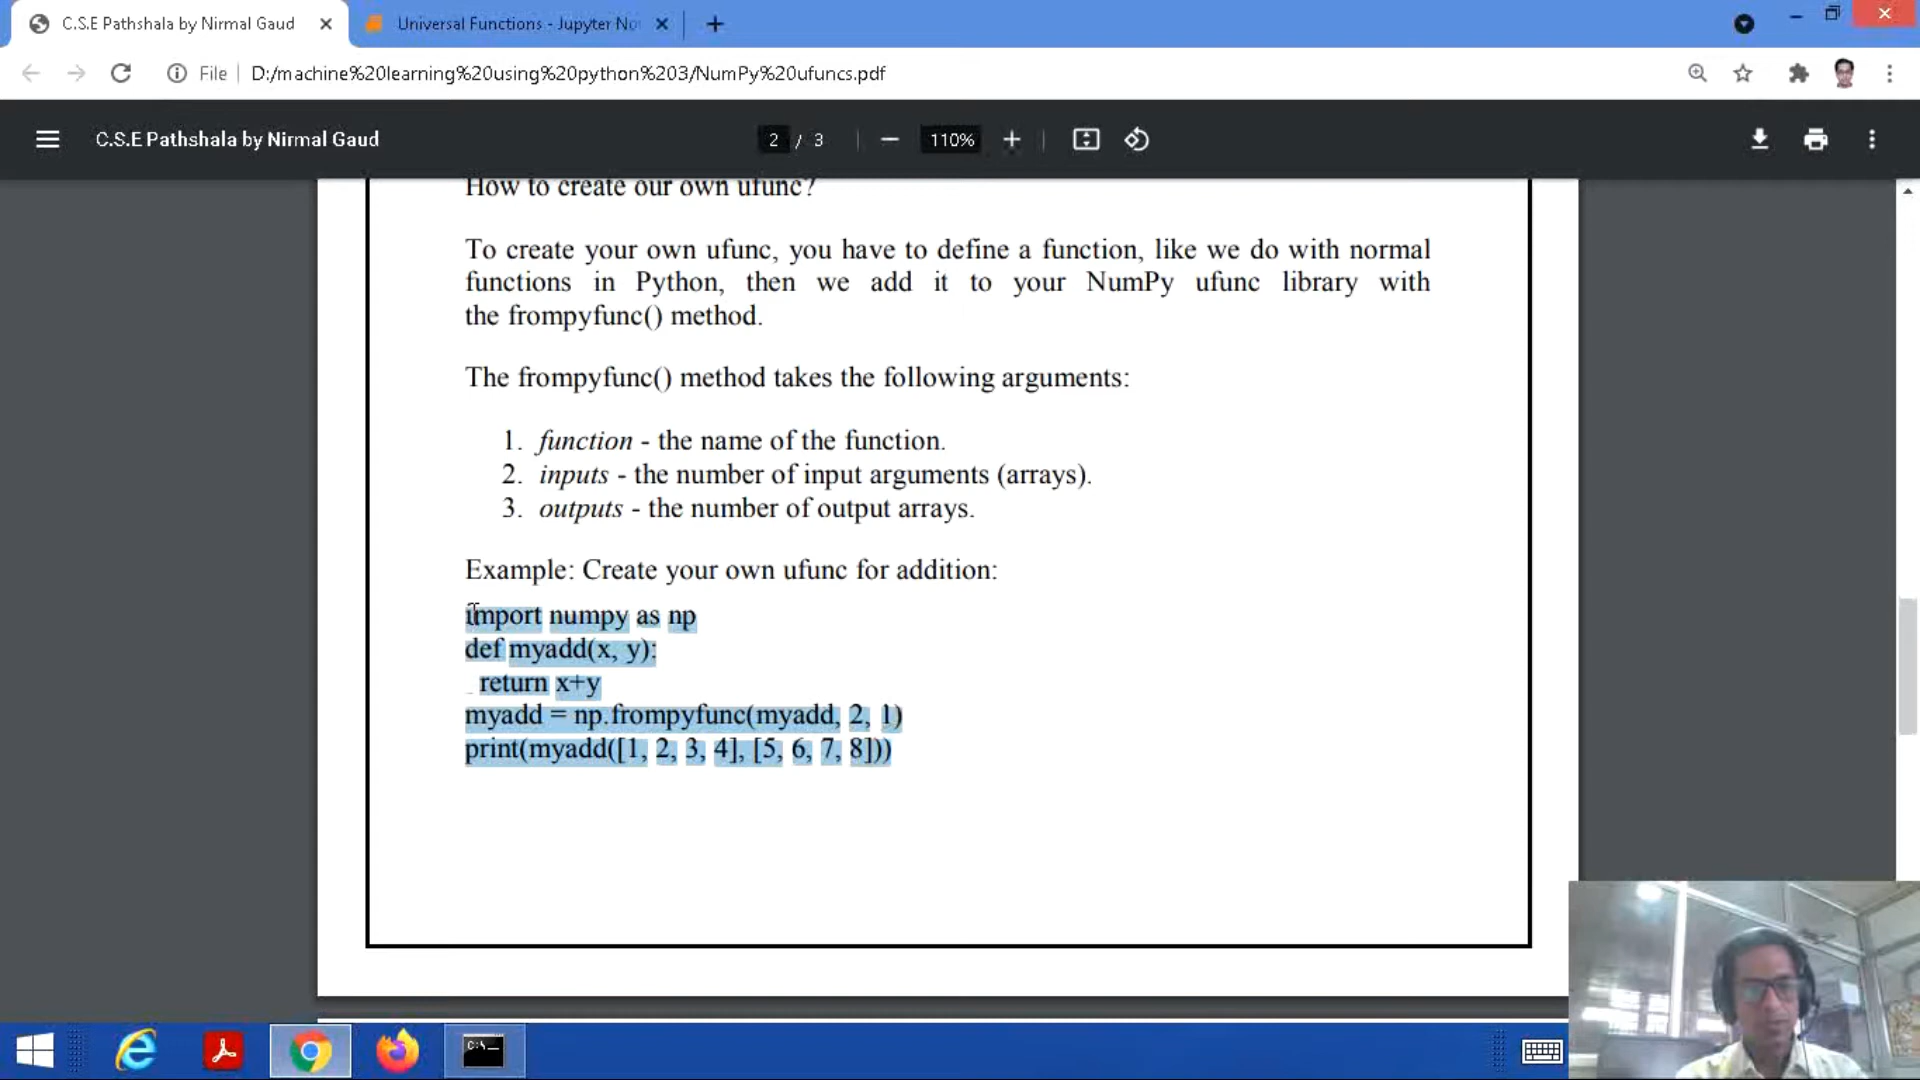 C.S.E Pathshala by Nirmal Gaud
Universal Functions - Jupyter No
File
D:/machine%20learning%20using%20python%203/NumPy%20ufuncs.pdf
C.S.E Pathshala by Nirmal Gaud
2 / 3
110%
How to create our own ufunc?
To create your own ufunc, you have to define a function, like we do with normal
functions in Python, then we add it to your NumPy ufunc library with
the frompyfunc() method.
The frompyfunc() method takes the following arguments:
1. function - the name of the function.
2. inputs - the number of input arguments (arrays).
3. outputs - the number of output arrays.
Example: Create your own ufunc for addition:
import numpy as np
def myadd(x, y):
return x+y
myadd = np.frompyfunc(myadd, 2, 1)
print(myadd([1, 2, 3, 4], [5, 6, 7, 8]))
C:\_